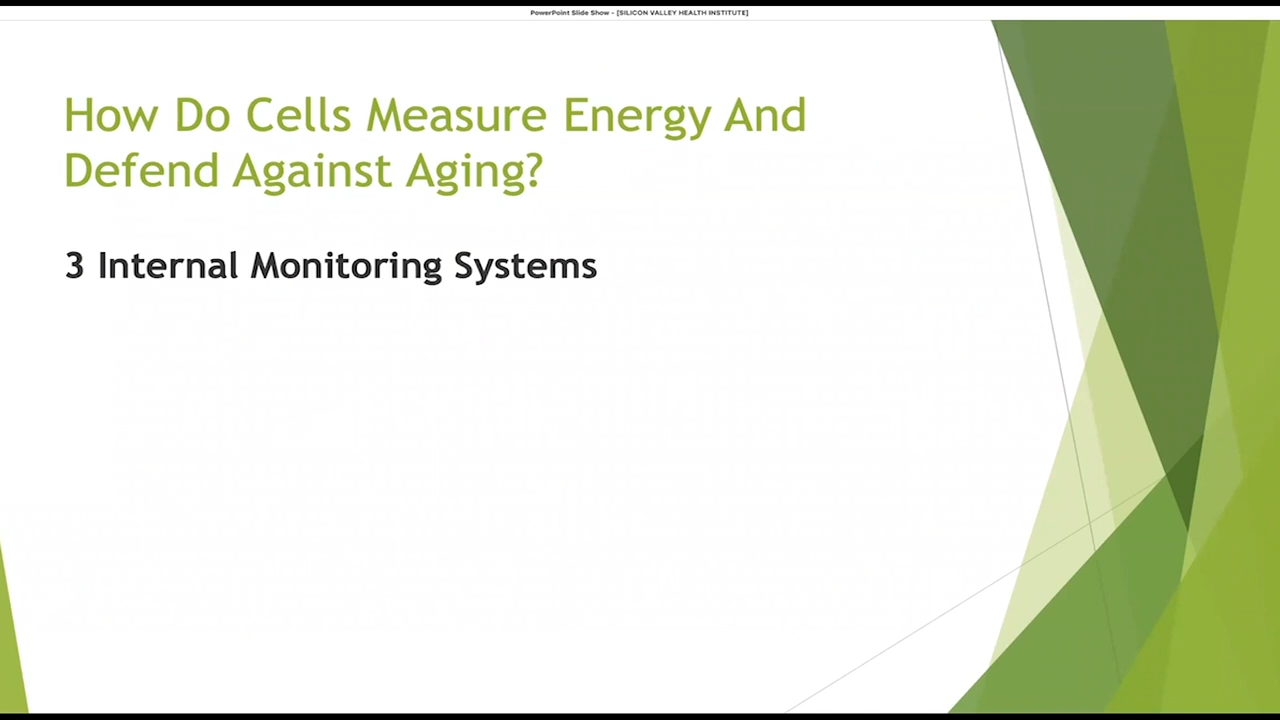 PowerPoint Slide Show - [SILICON VALLEY HEALTH INSTITUTE]
How Do Cells Measure Energy And
Defend Against Aging?
3 Internal Monitoring Systems